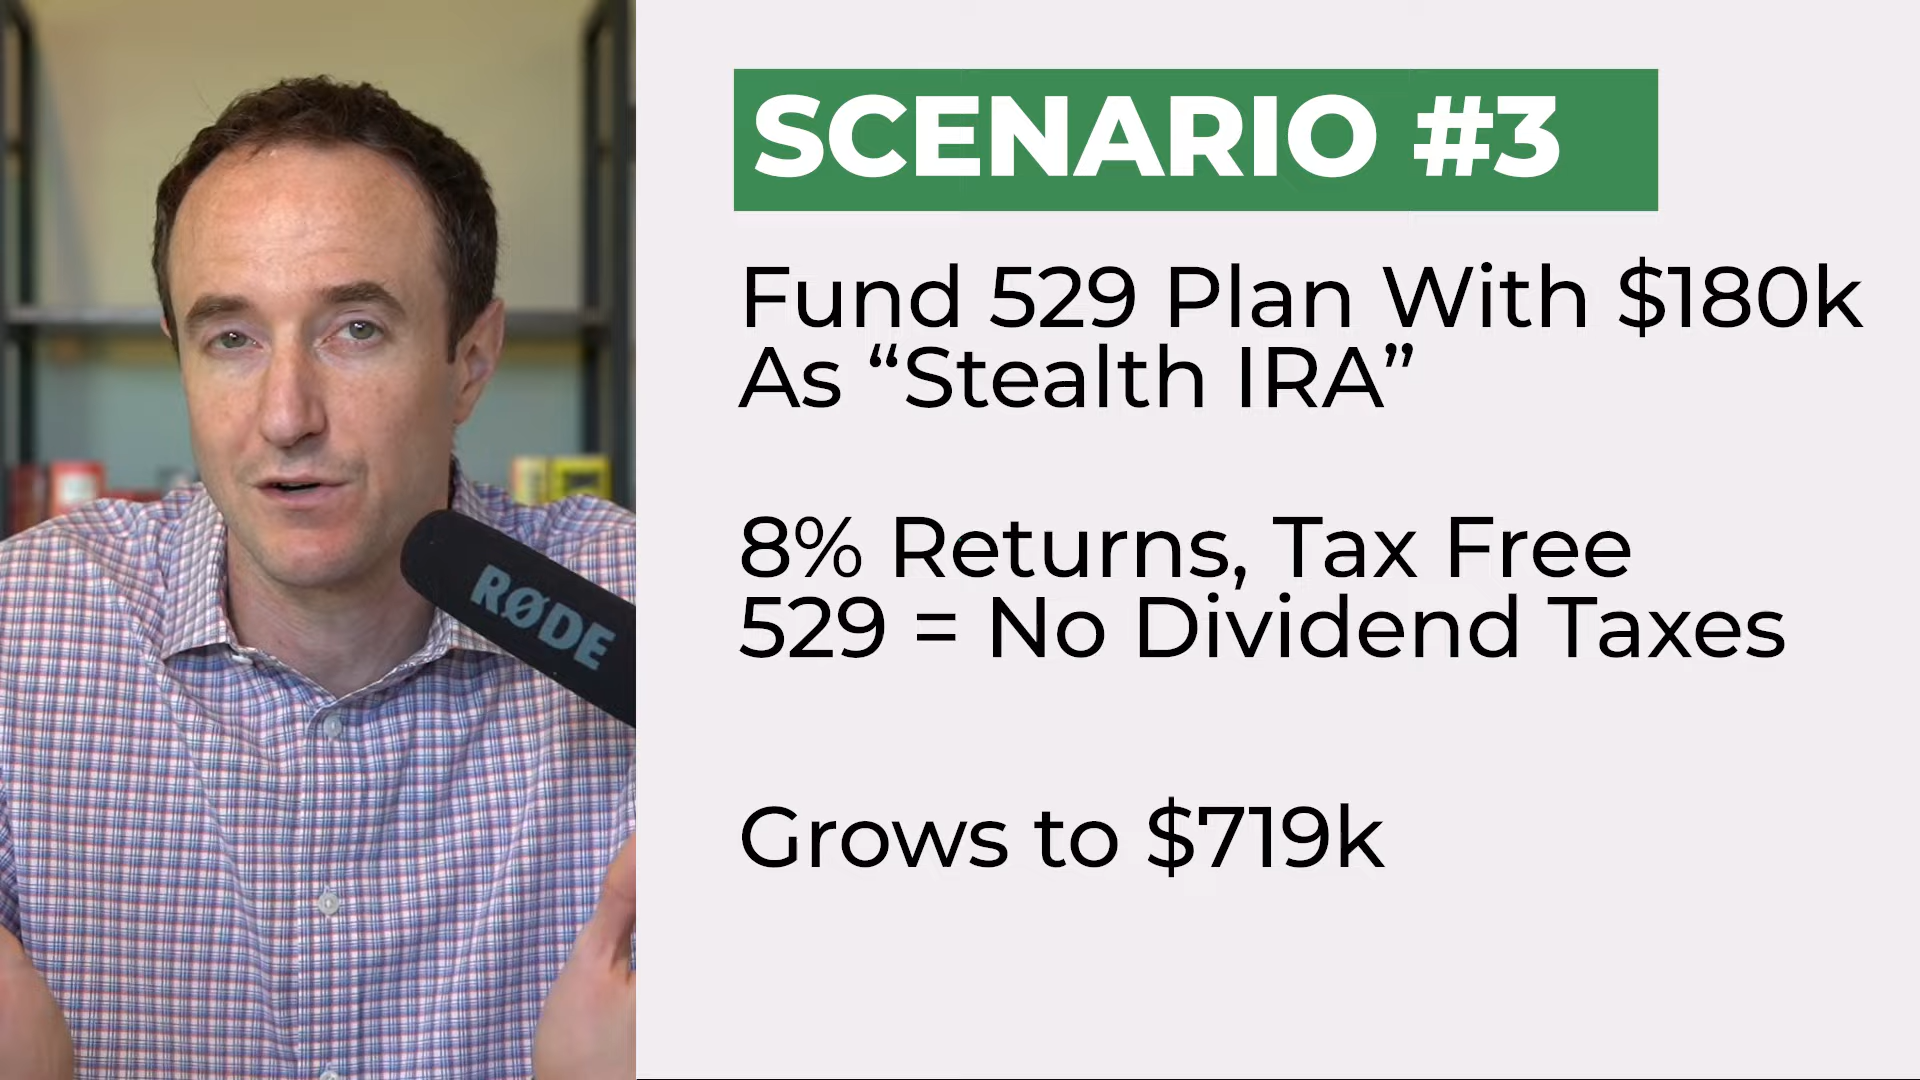 SCENARIO #3
Fund 529 Plan With $180k
As “Stealth IRA”
8% Returns, Tax Free
529 = No Dividend Taxes
Grows to $719k
RØDE